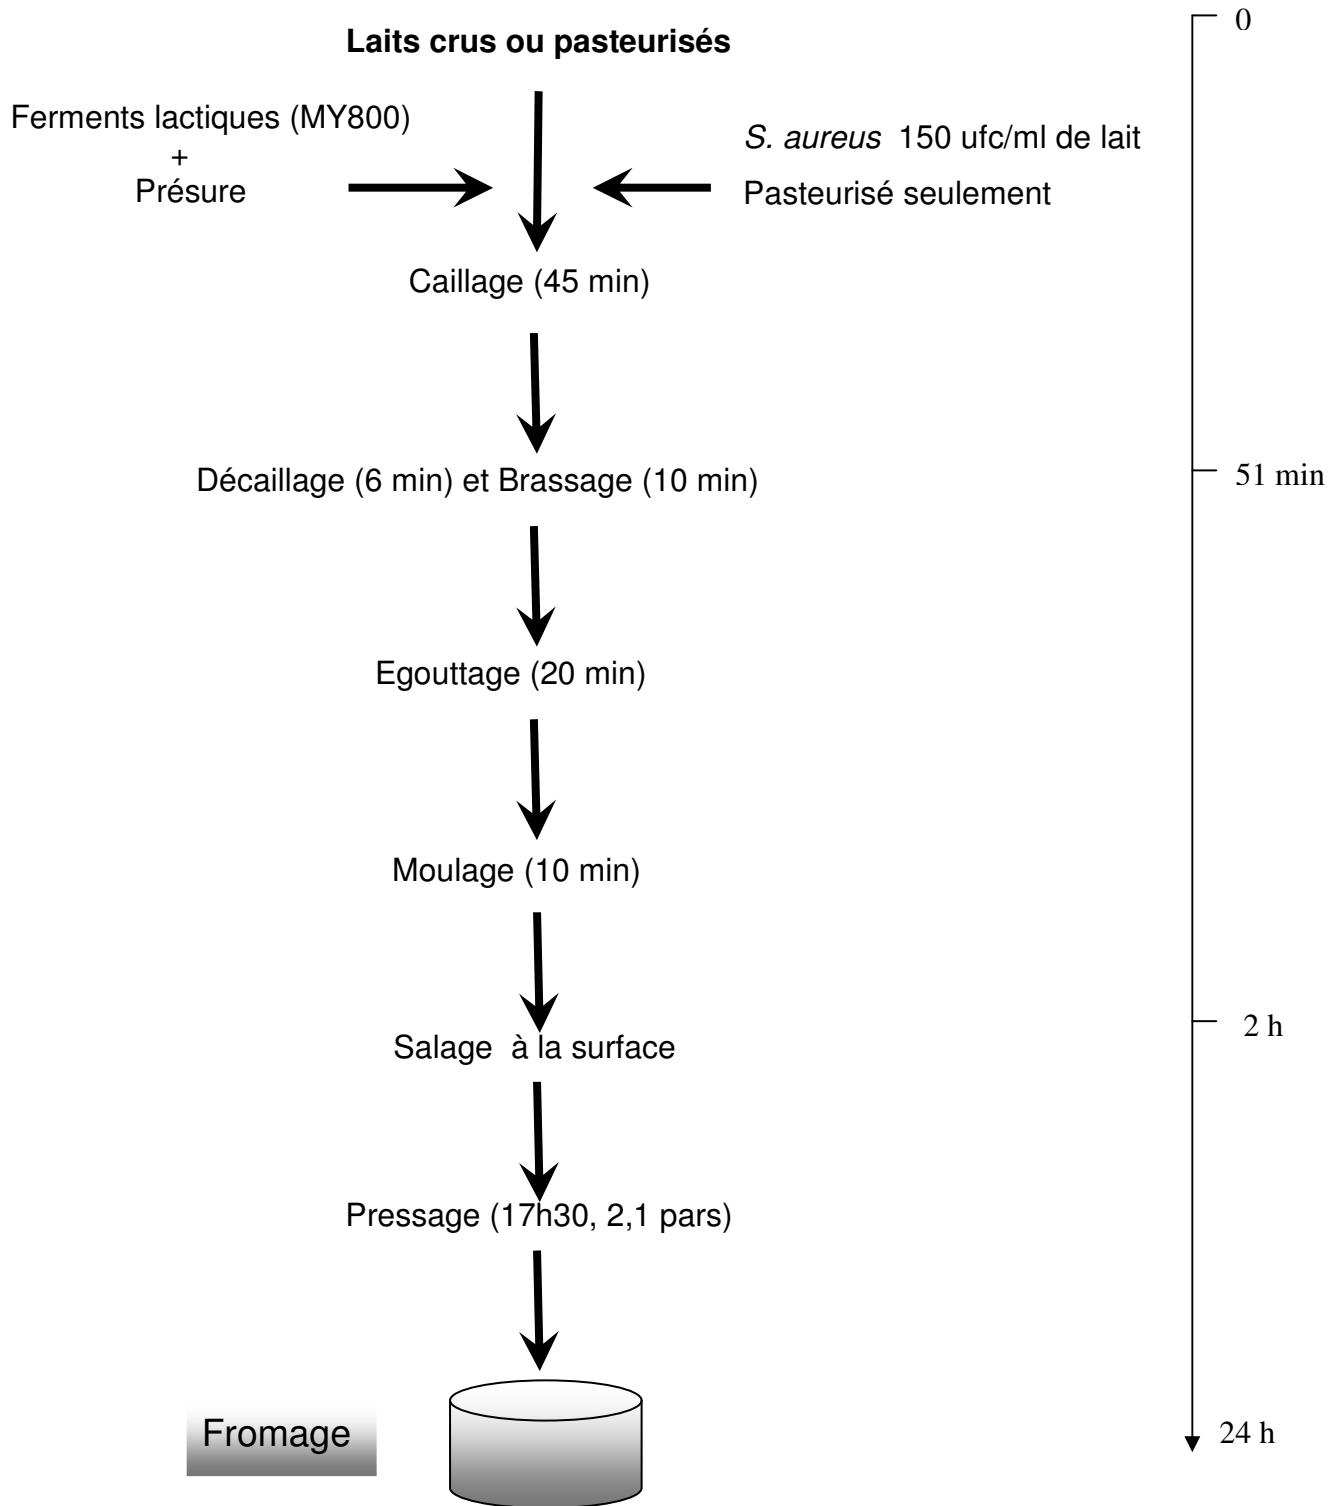 Laits crus ou pasteurisés
0
Ferments lactiques (MY800)
+
Présure
S. aureus 150 ufc/ml de lait
Pasteurisé seulement
Caillage (45 min)
Décaillage (6 min) et Brassage (10 min)
51 min
Egouttage (20 min)
Moulage (10 min)
Salage à la surface
2 h
Pressage (17h30, 2,1 pars)
Fromage
24 h